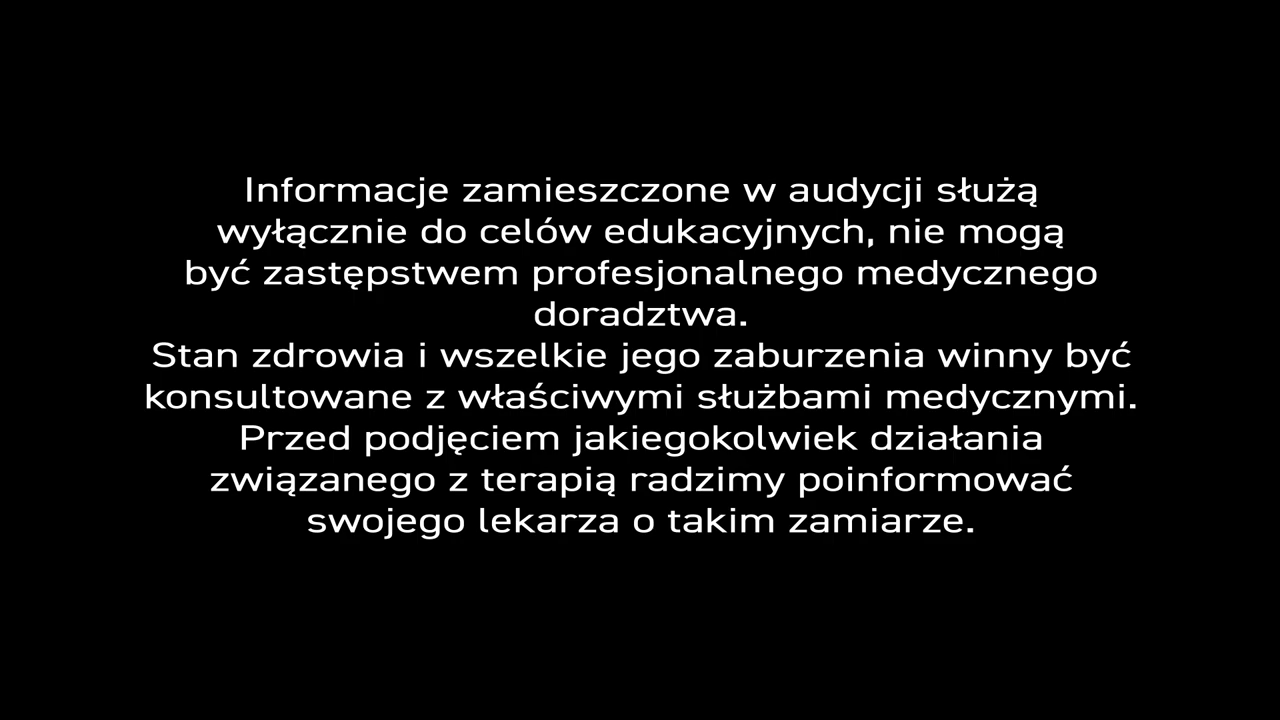 Informacje zamieszczone w audycji służą
wyłącznie do celów edukacyjnych, nie mogą
być zastępstwem profesjonalnego medycznego
doradztwa.
Stan zdrowia i wszelkie jego zaburzenia winny być
konsultowane z właściwymi służbami medycznymi.
Przed podjęciem jakiegokolwiek działania
związanego z terapią radzimy poinformować
swojego lekarza o takim zamiarze.